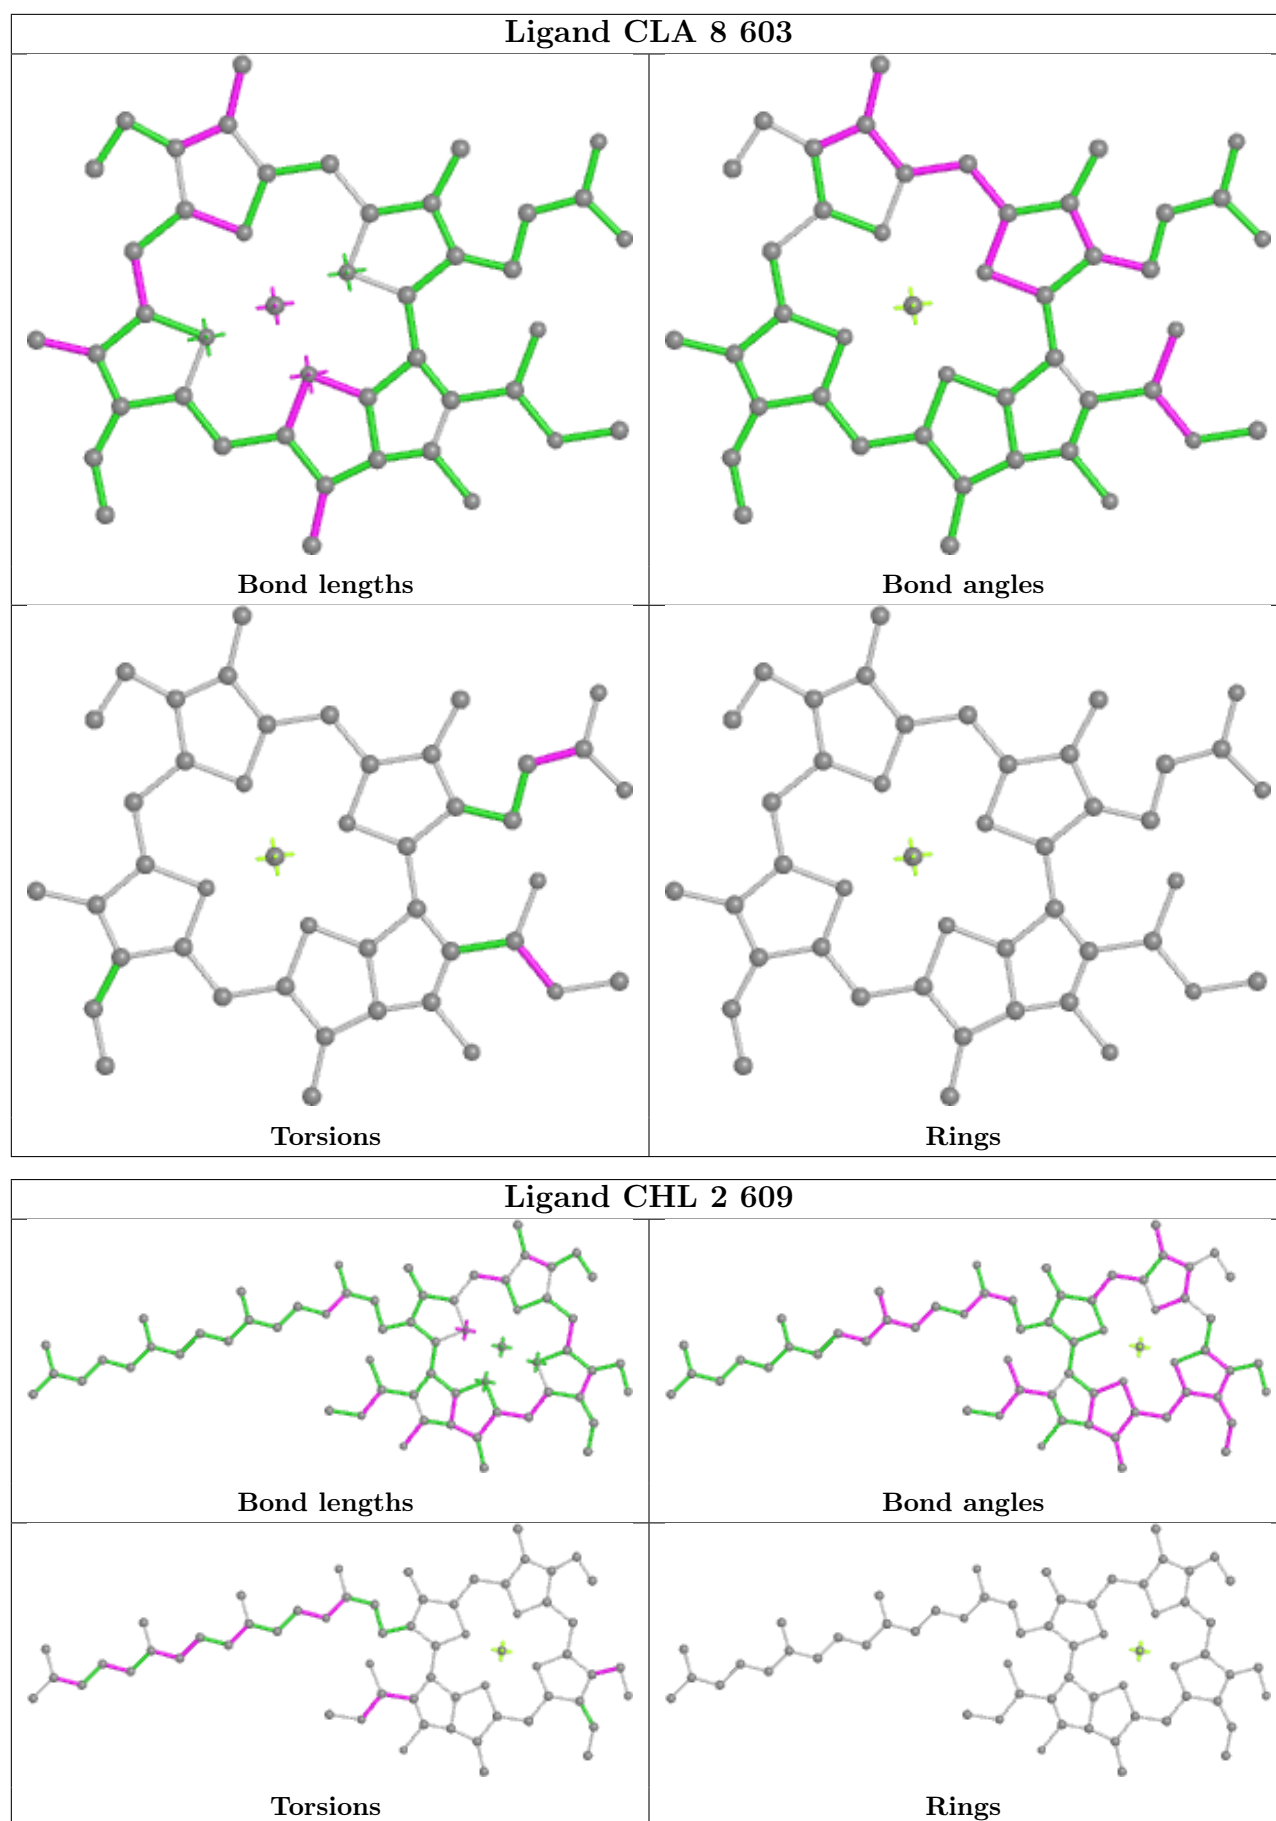 Ligand CLA 8 603
Bond lengths
Bond angles
Torsions
Rings
Ligand CHL 2 609
Bond lengths
Bond angles
Torsions
Rings